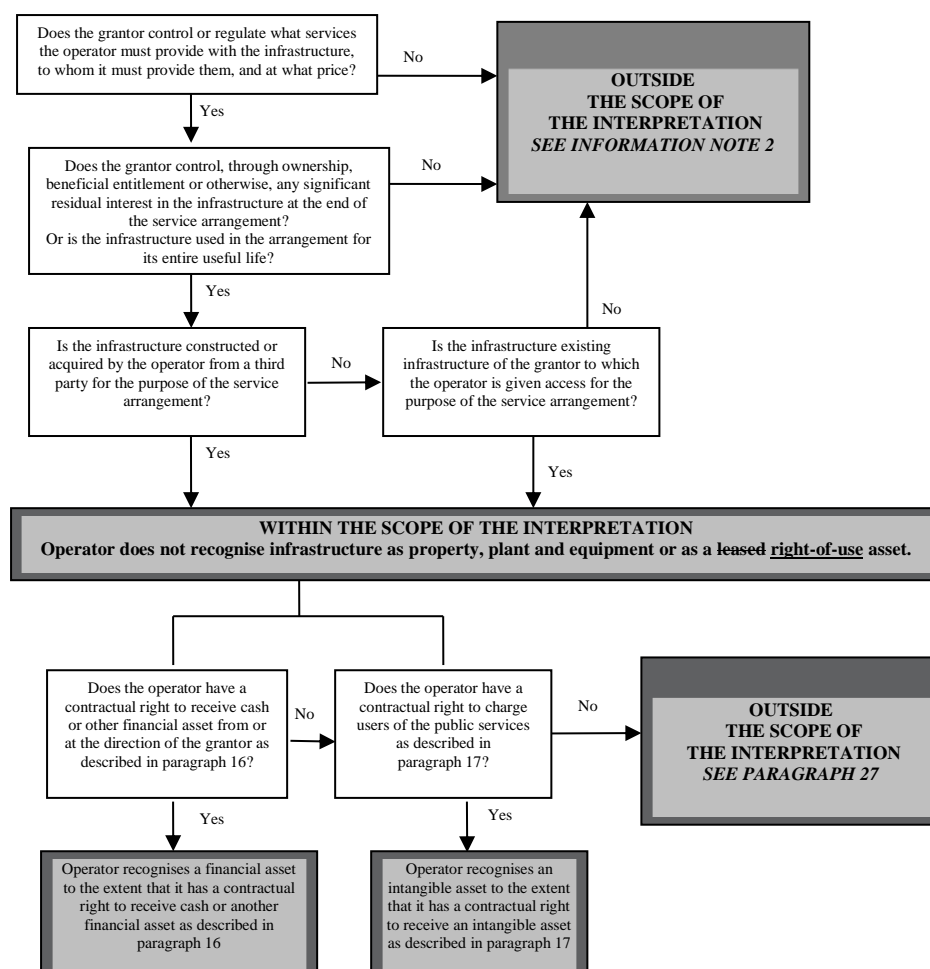 Does the grantor control or regulate what services
the operator must provide with the infrastructure,
to whom it must provide them, and at what price?
No
OUTSIDE
THE SCOPE OF
THE INTERPRETATION
SEE INFORMATION NOTE 2
Yes
Does the grantor control, through ownership,
beneficial entitlement or otherwise, any significant
residual interest in the infrastructure at the end of
the service arrangement?
Or is the infrastructure used in the arrangement for
its entire useful life?
No
Yes
No
Is the infrastructure constructed or
acquired by the operator from a third
party for the purpose of the service
arrangement?
No
Is the infrastructure existing
infrastructure of the grantor to which
the operator is given access for the
purpose of the service arrangement?
Yes
Yes
WITHIN THE SCOPE OF THE INTERPRETATION
Operator does not recognise infrastructure as property, plant and equipment or as a leased right-of-use asset.
Does the operator have a
contractual right to receive cash
or other financial asset from or
at the direction of the grantor as
described in paragraph 16?
No
Does the operator have a
contractual right to charge
users of the public services
as described in
paragraph 17?
No
OUTSIDE
THE SCOPE OF
THE INTERPRETATION
SEE PARAGRAPH 27
Yes
Yes
Operator recognises a financial asset
to the extent that it has a contractual
right to receive cash or another
financial asset as described in
paragraph 16
Operator recognises an
intangible asset to the extent
that it has a contractual right
to receive an intangible asset
as described in paragraph 17